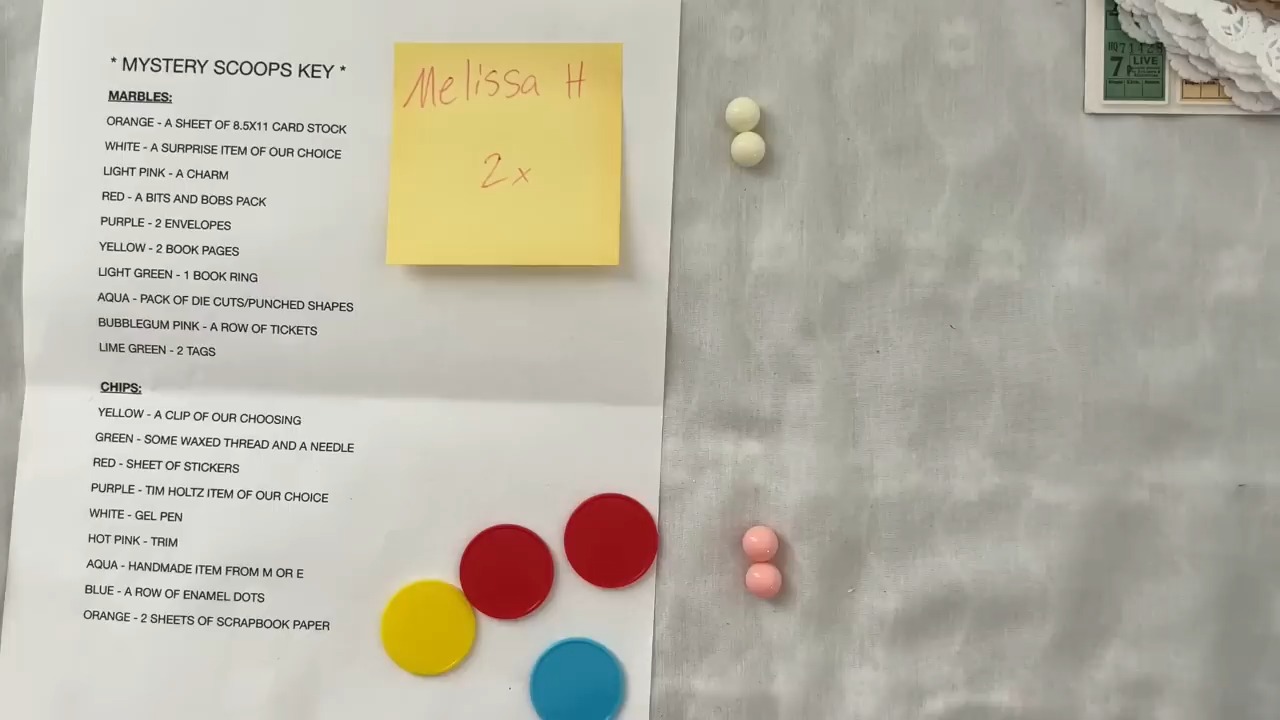 * MYSTERY SCOOPS KEY *
MARBLES:
ORANGE - A SHEET OF 8.5X11 CARD STOCK
WHITE - A SURPRISE ITEM OF OUR CHOICE
LIGHT PINK - A CHARM
RED - A BITS AND BOBS PACK
PURPLE - 2 ENVELOPES
YELLOW - 2 BOOK PAGES
LIGHT GREEN - 1 BOOK RING
AQUA - PACK OF DIE CUTS/PUNCHED SHAPES
BUBBLEGUM PINK - A ROW OF TICKETS
LIME GREEN - 2 TAGS
CHIPS:
YELLOW - A CLIP OF OUR CHOOSING
GREEN - SOME WAXED THREAD AND A NEEDLE
RED - SHEET OF STICKERS
PURPLE - TIM HOLTZ ITEM OF OUR CHOICE
WHITE - GEL PEN
HOT PINK - TRIM
AQUA - HANDMADE ITEM FROM M OR E
BLUE - A ROW OF ENAMEL DOTS
ORANGE - 2 SHEETS OF SCRAPBOOK PAPER
Melissa H
2x
7 LIVE